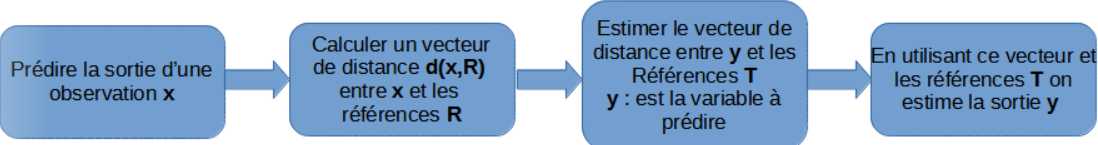 Prédire la sortie d'une
observation x
Calculer un vecteur
de distance d(x,R)
entre x et les
références R
Estimer le vecteur de
distance entre y et les
Références T
y : est la variable à
prédire
En utilisant ce vecteur et
les références T on
estime la sortie y